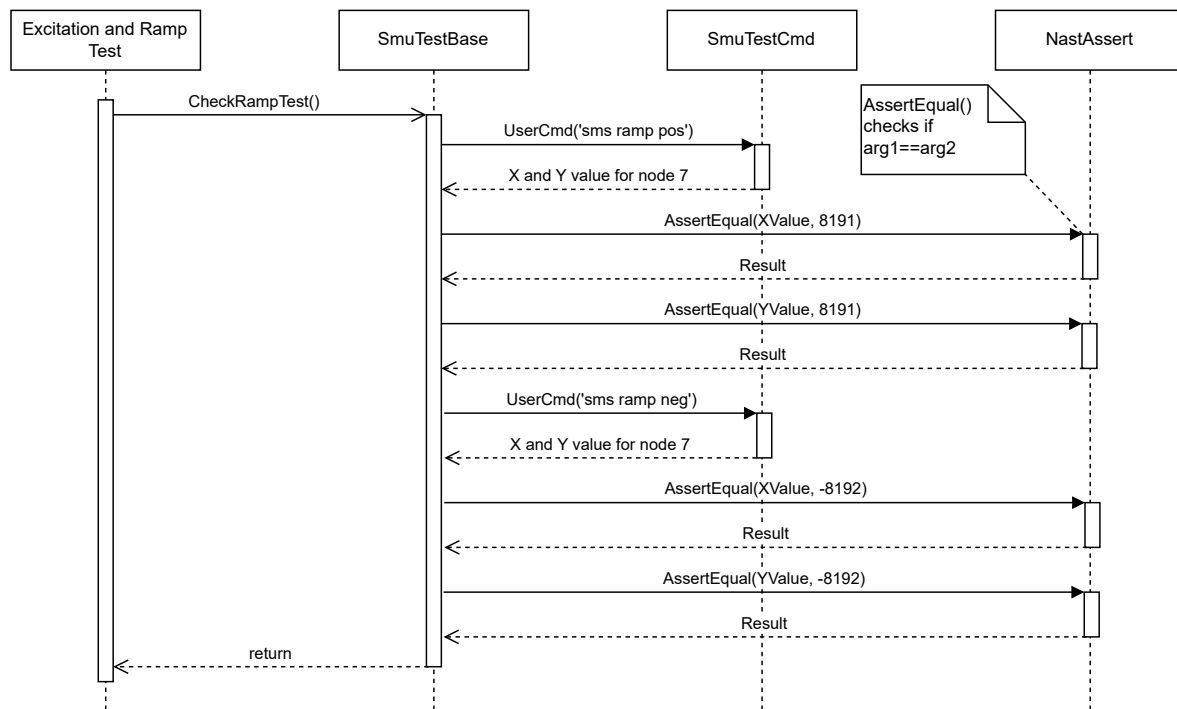 Excitation and Ramp
Test
SmuTestBase
SmuTestCmd
NastAssert
CheckRampTest()
AssertEqual()
checks if
arg1==arg2
UserCmd('sms ramp pos')
X and Y value for node 7
AssertEqual(XValue, 8191)
Result
AssertEqual(YValue, 8191)
Result
UserCmd('sms ramp neg')
X and Y value for node 7
AssertEqual(XValue, -8192)
Result
AssertEqual(YValue, -8192)
Result
return